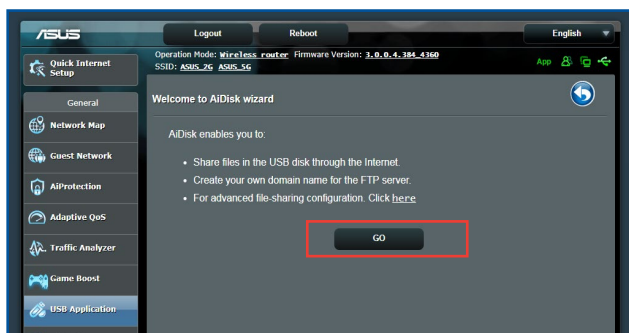 ASUS
Logout
Reboot
English
Quick Internet
Setup
Operation Mode: Wireless router Firmware Version: 3.0.0.4.384_4360
SSID: ASUS_2G ASUS_5G
App
General
Welcome to AiDisk wizard
Network Map
AiDisk enables you to:
Guest Network
• Share files in the USB disk through the Internet.
• Create your own domain name for the FTP server.
AiProtection
• For advanced file-sharing configuration. Click here
Adaptive QoS
GO
Traffic Analyzer
Game Boost
USB Application